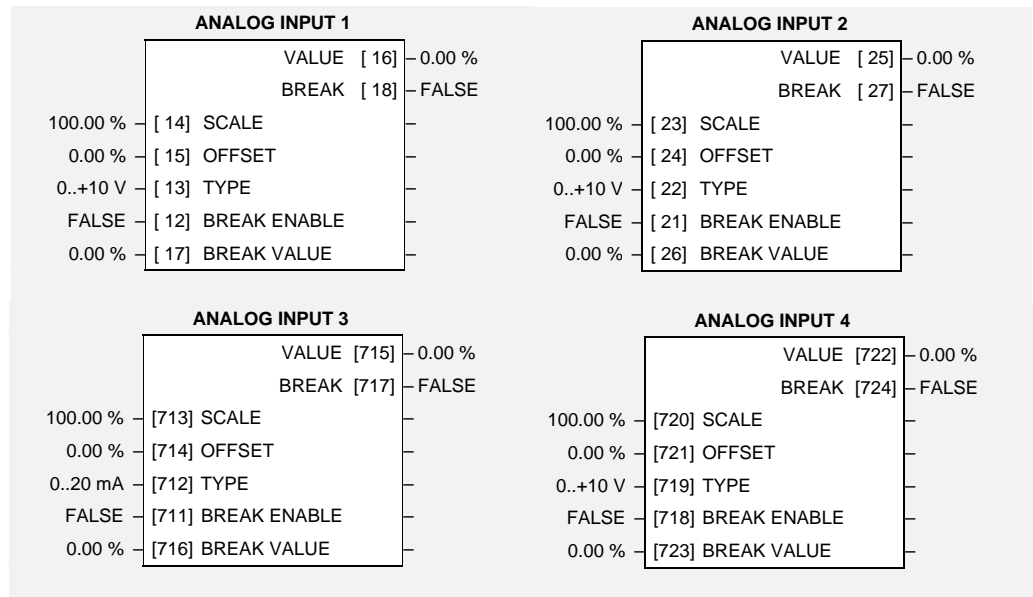 ANALOG INPUT 1
VALUE [ 16] 0.00 %
BREAK [ 18] FALSE
100.00 % [ 14] SCALE
0.00 % [ 15] OFFSET
0..+10 V [ 13] TYPE
FALSE [ 12] BREAK ENABLE
0.00 % [ 17] BREAK VALUE
ANALOG INPUT 2
VALUE [ 25] 0.00 %
BREAK [ 27] FALSE
100.00 % [ 23] SCALE
0.00 % [ 24] OFFSET
0..+10 V [ 22] TYPE
FALSE [ 21] BREAK ENABLE
0.00 % [ 26] BREAK VALUE
ANALOG INPUT 3
VALUE [715] 0.00 %
BREAK [717] FALSE
100.00 % [713] SCALE
0.00 % [714] OFFSET
0..20 mA [712] TYPE
FALSE [711] BREAK ENABLE
0.00 % [716] BREAK VALUE
ANALOG INPUT 4
VALUE [722] 0.00 %
BREAK [724] FALSE
100.00 % [720] SCALE
0.00 % [721] OFFSET
0..+10 V [719] TYPE
FALSE [718] BREAK ENABLE
0.00 % [723] BREAK VALUE